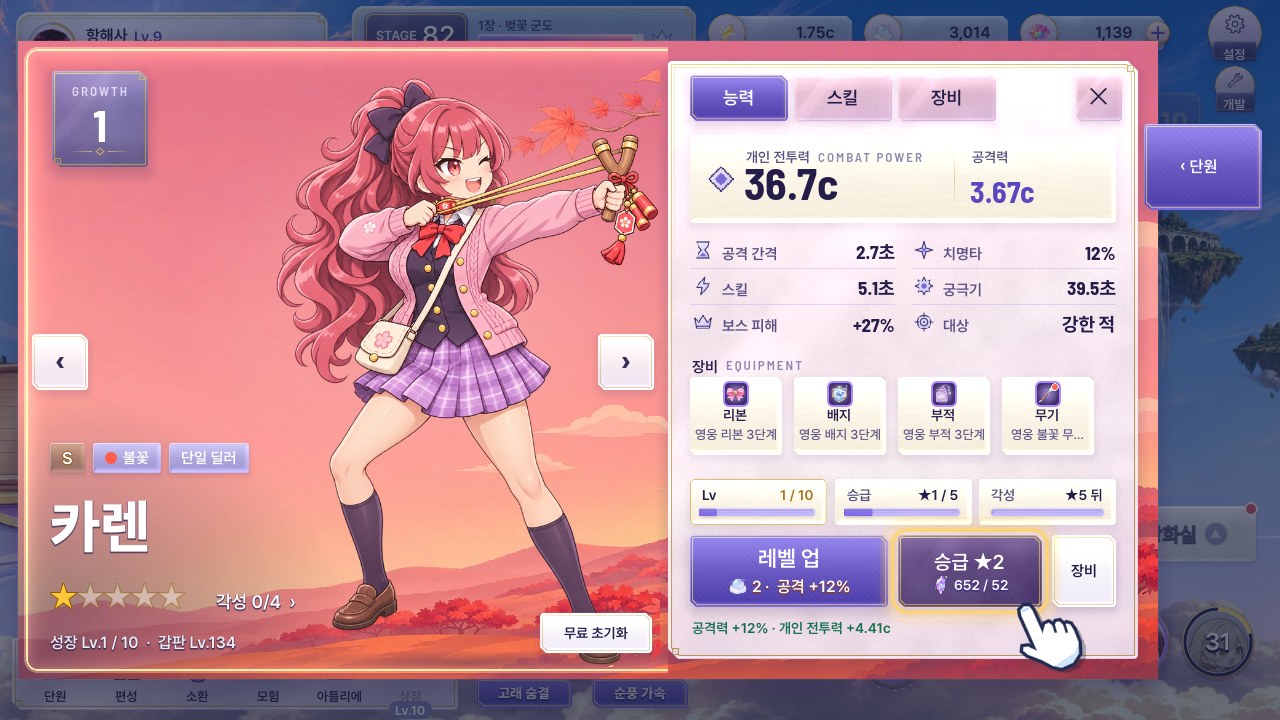 항해사 Lv.9
STAGE 82
1장 · 벚꽃 군도
1.75c
3,014
1,139
설정
개발
GROWTH
1
능력
스킬
장비
개인 전투력 COMBAT POWER
36.7c
공격력
3.67c
‹ 단원
공격 간격 2.7초
치명타 12%
스킬 5.1초
궁극기 39.5초
보스 피해 +27%
대상 강한 적
장비 EQUIPMENT
리본
영웅 리본 3단계
배지
영웅 배지 3단계
부적
영웅 부적 3단계
무기
영웅 불꽃 무…
S
불꽃
단일 딜러
카렌
각성 0/4 ›
성장 Lv.1 / 10 · 갑판 Lv.134
무료 초기화
Lv 1 / 10
승급 ★1 / 5
각성 ★5 뒤
레벨 업
2 · 공격 +12%
승급 ★2
652 / 52
장비
공격력 +12% · 개인 전투력 +4.41c
31
단원
편성
소환
모험
아틀리에
상점
Lv.10
고래 숨결
순풍 가속